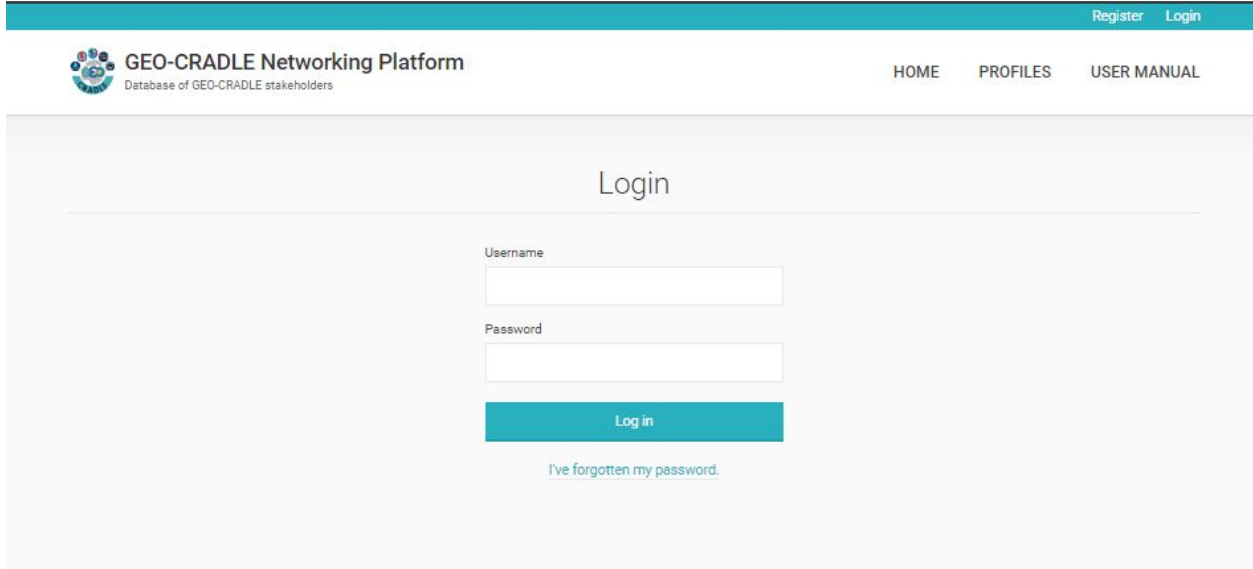 Register Login
GEO-CRADLE Networking Platform
Database of GEO-CRADLE stakeholders
HOME PROFILES USER MANUAL
CRADLE
Login
Username
Password
Log in
I've forgotten my password.